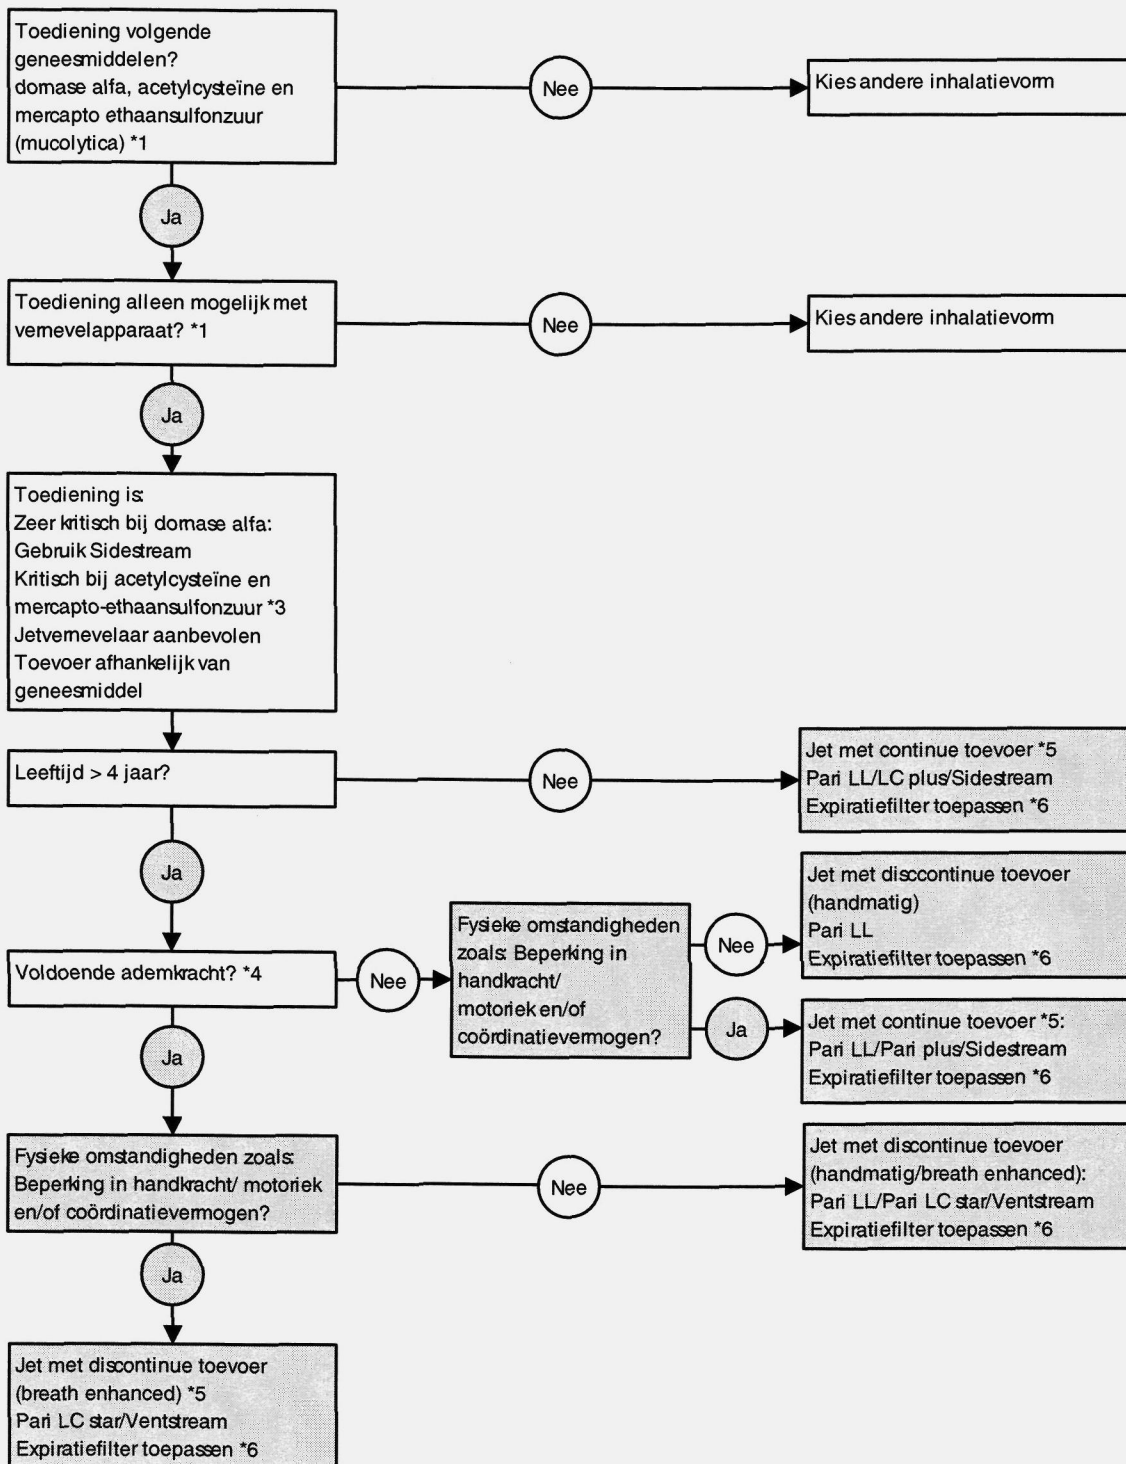 Toediening volgende
geneesmiddelen?
dornase alfa, acetylcysteïne en
mercapto ethaansulfonzuur
(mucolytica) *1
Nee
Kies andere inhalatievorm
Ja
Toediening alleen mogelijk met
vernevelapparaat? *1
Nee
Kies andere inhalatievorm
Ja
Toediening is:
Zeer kritisch bij dornase alfa:
Gebruik Sidestream
Kritisch bij acetylcysteïne en
mercapto-ethaansulfonzuur *3
Jetvernevelaar aanbevolen
Toevoer afhankelijk van
geneesmiddel
Leeftijd > 4 jaar?
Nee
Jet met continue toevoer *5
Pari LL/LC plus/Sidestream
Expiratiefilter toepassen *6
Ja
Voldoende ademkracht? *4
Nee
Fysieke omstandigheden
zoals: Beperking in
handkracht/
motoriek en/of
coördinatievermogen?
Nee
Jet met disccontinue toevoer
(handmatig)
Pari LL
Expiratiefilter toepassen *6
Ja
Jet met continue toevoer *5:
Pari LL/Pari plus/Sidestream
Expiratiefilter toepassen *6
Ja
Fysieke omstandigheden zoals:
Beperking in handkracht/ motoriek
en/of coördinatievermogen?
Nee
Jet met discontinue toevoer
(handmatig/breath enhanced):
Pari LL/Pari LC star/Ventstream
Expiratiefilter toepassen *6
Ja
Jet met discontinue toevoer
(breath enhanced) *5
Pari LC star/Ventstream
Expiratiefilter toepassen *6